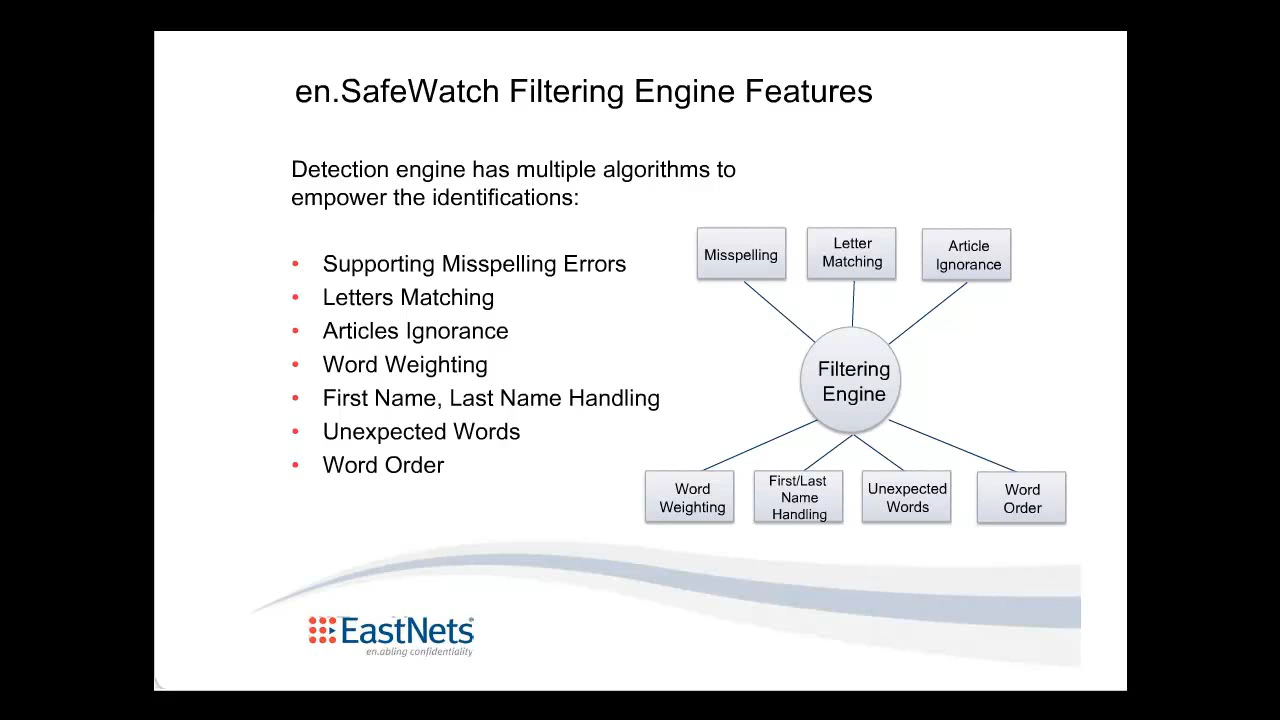 en.SafeWatch Filtering Engine Features
Detection engine has multiple algorithms to
empower the identifications:
• Supporting Misspelling Errors
• Letters Matching
• Articles Ignorance
• Word Weighting
• First Name, Last Name Handling
• Unexpected Words
• Word Order
Misspelling
Letter
Matching
Article
Ignorance
Filtering
Engine
Word
Weighting
First/Last
Name
Handling
Unexpected
Words
Word
Order
EastNets®
en.abling confidentiality